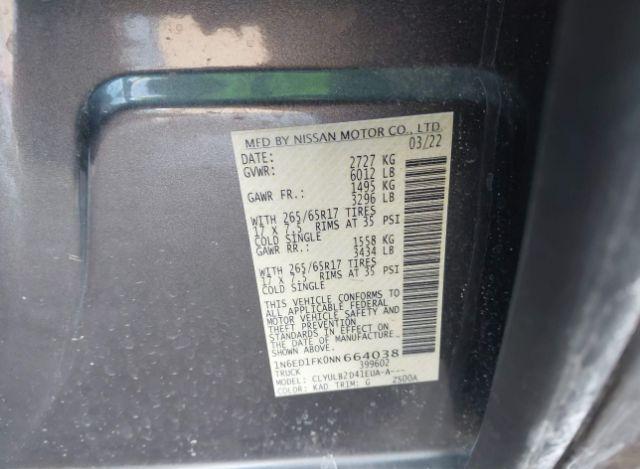 MFD BY NISSAN MOTOR CO., LTD.
DATE: 03/22
GVWR: 2727 KG
6012 LB
GAWR FR.: 1495 KG
3296 LB
WITH 265/65R17 TIRES
17 X 7.5 RIMS AT 35 PSI
COLD SINGLE
GAWR RR.: 1558 KG
3434 LB
WITH 265/65R17 TIRES
17 X 7.5 RIMS AT 35 PSI
COLD SINGLE
THIS VEHICLE CONFORMS TO
ALL APPLICABLE FEDERAL
MOTOR VEHICLE SAFETY AND
THEFT PREVENTION
STANDARDS IN EFFECT ON
THE DATE OF MANUFACTURE
SHOWN ABOVE.
1N6ED1FK0NN 664038
TRUCK 399602
MODEL:
COLOR: KAD TRIM: G 2S00A